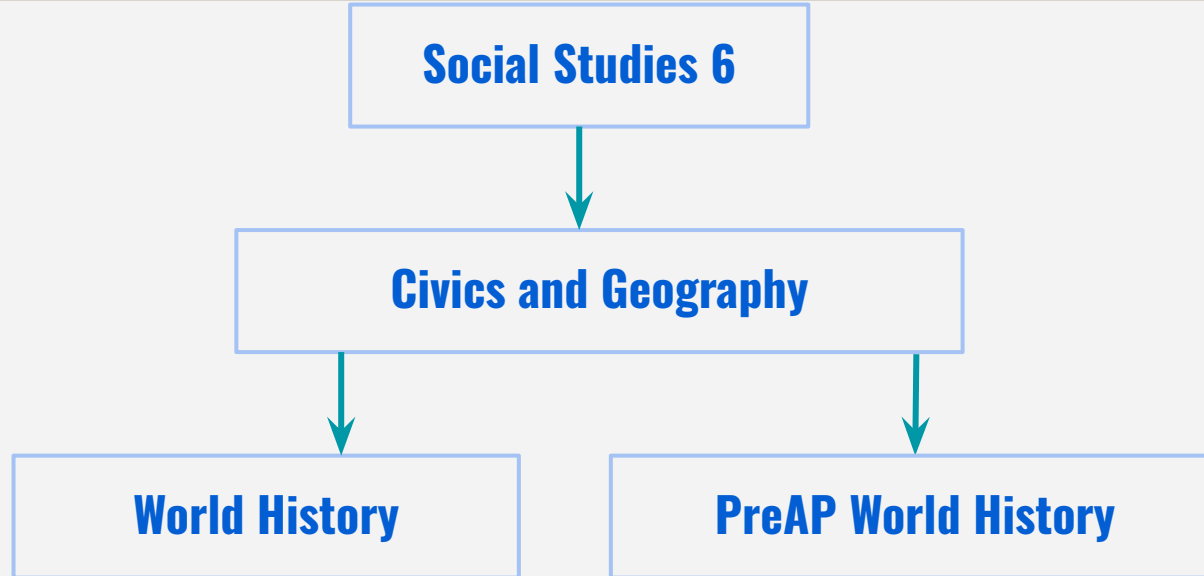 Social Studies 6
Civics and Geography
World History
PreAP World History